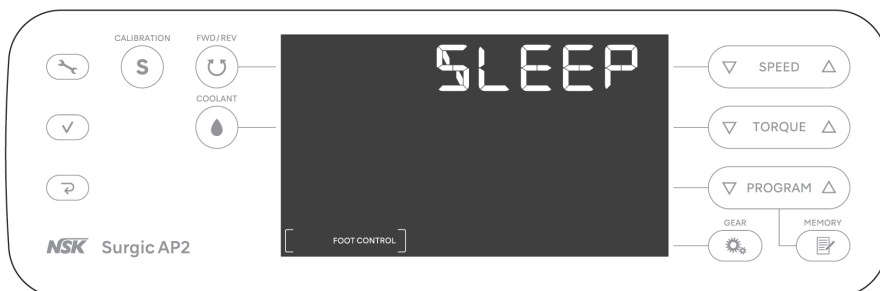 CALIBRATION
FWD/REV
S
SLEEP
SPEED
COOLANT
TORQUE
PROGRAM
GEAR
MEMORY
NSK Surgic AP2
FOOT CONTROL